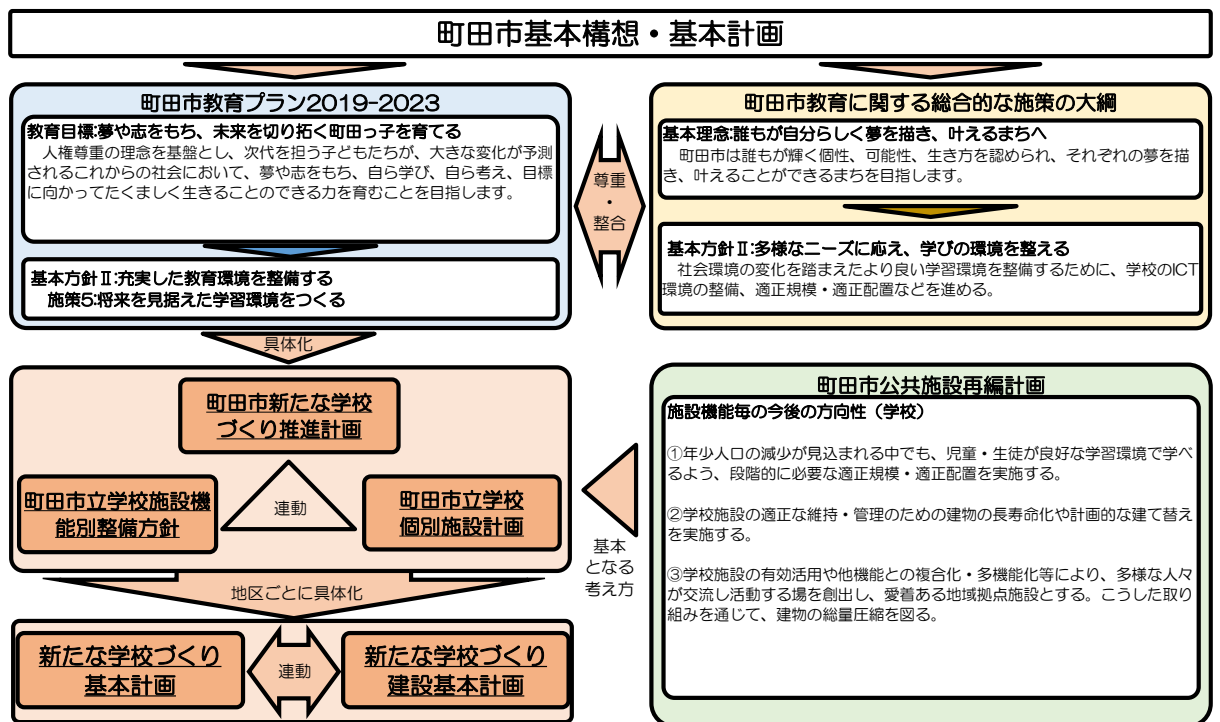 町田市基本構想・基本計画
町田市教育プラン2019-2023
教育目標:夢や志をもち、未来を切り拓く町田っ子を育てる
人権尊重の理念を基盤とし、次代を担う子どもたちが、大きな変化が予測
されるこれからの社会において、夢や志をもち、自ら学び、自ら考え、目標
に向かってたくましく生きることのできる力を育むことを目指します。
基本方針Ⅱ:充実した教育環境を整備する
施策5:将来を見据えた学習環境をつくる
尊重
・
整合
町田市教育に関する総合的な施策の大綱
基本理念:誰もが自分らしく夢を描き、叶えるまちへ
町田市は誰もが輝く個性、可能性、生き方を認められ、それぞれの夢を描
き、叶えることができるまちを目指します。
基本方針Ⅱ:多様なニーズに応え、学びの環境を整える
社会環境の変化を踏まえたより良い学習環境を整備するために、学校のICT
環境の整備、適正規模・適正配置などを進める。
具体化
町田市新たな学校
づくり推進計画
町田市立学校施設機
能別整備方針
連動
町田市立学校
個別施設計画
基本
となる
考え方
町田市公共施設再編計画
施設機能毎の今後の方向性（学校）
①年少人口の減少が見込まれる中でも、児童・生徒が良好な学習環境で学べ
るよう、段階的に必要な適正規模・適正配置を実施する。
②学校施設の適正な維持・管理のための建物の長寿命化や計画的な建て替え
を実施する。
③学校施設の有効活用や他機能との複合化・多機能化等により、多様な人々
が交流し活動する場を創出し、愛着ある地域拠点施設とする。こうした取り
組みを通じて、建物の総量圧縮を図る。
地区ごとに具体化
新たな学校づくり
基本計画
連動
新たな学校づくり
建設基本計画